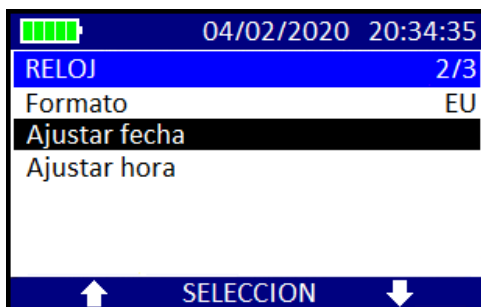 04/02/2020 20:34:35
RELOJ 2/3
Formato EU
Ajustar fecha
Ajustar hora
SELECCION